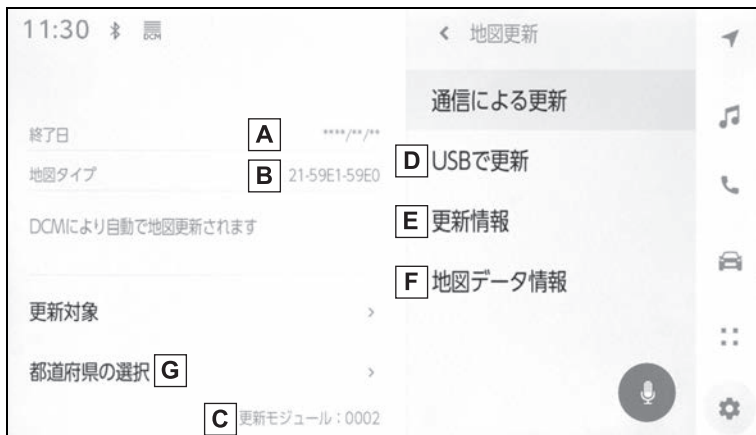 11:30 DCM
終了日 A ****/**/**
地図タイプ B 21-59E1-59E0
DCMにより自動で地図更新されます
更新対象 >
都道府県の選択 G >
C 更新モジュール：0002
< 地図更新
通信による更新
D USBで更新
E 更新情報
F 地図データ情報